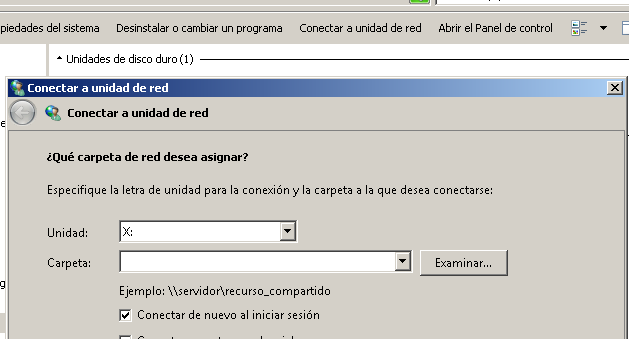 piedades del sistema Desinstalar o cambiar un programa Conectar a unidad de red Abrir el Panel de control
Unidades de disco duro (1)
Conectar a unidad de red
Conectar a unidad de red
¿Qué carpeta de red desea asignar?
Especifique la letra de unidad para la conexión y la carpeta a la que desea conectarse:
Unidad: X:
Carpeta: Examinar...
Ejemplo: \\servidor\recurso_compartido
Conectar de nuevo al iniciar sesión